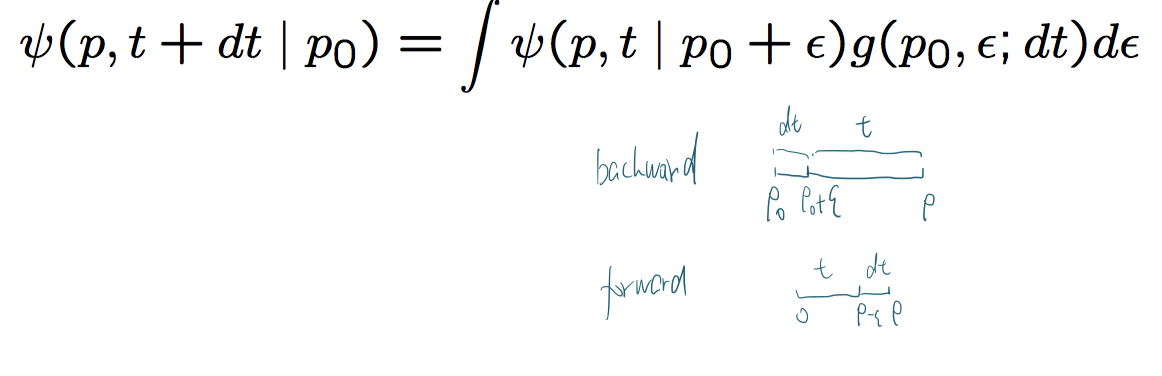 ψ(p, t + dt | p₀) = ∫ ψ(p, t | p₀ + ϵ)g(p₀, ϵ; dt)dϵ
dt t
backward
p₀ p₀+ε p
t dt
forward
0 p-ε p